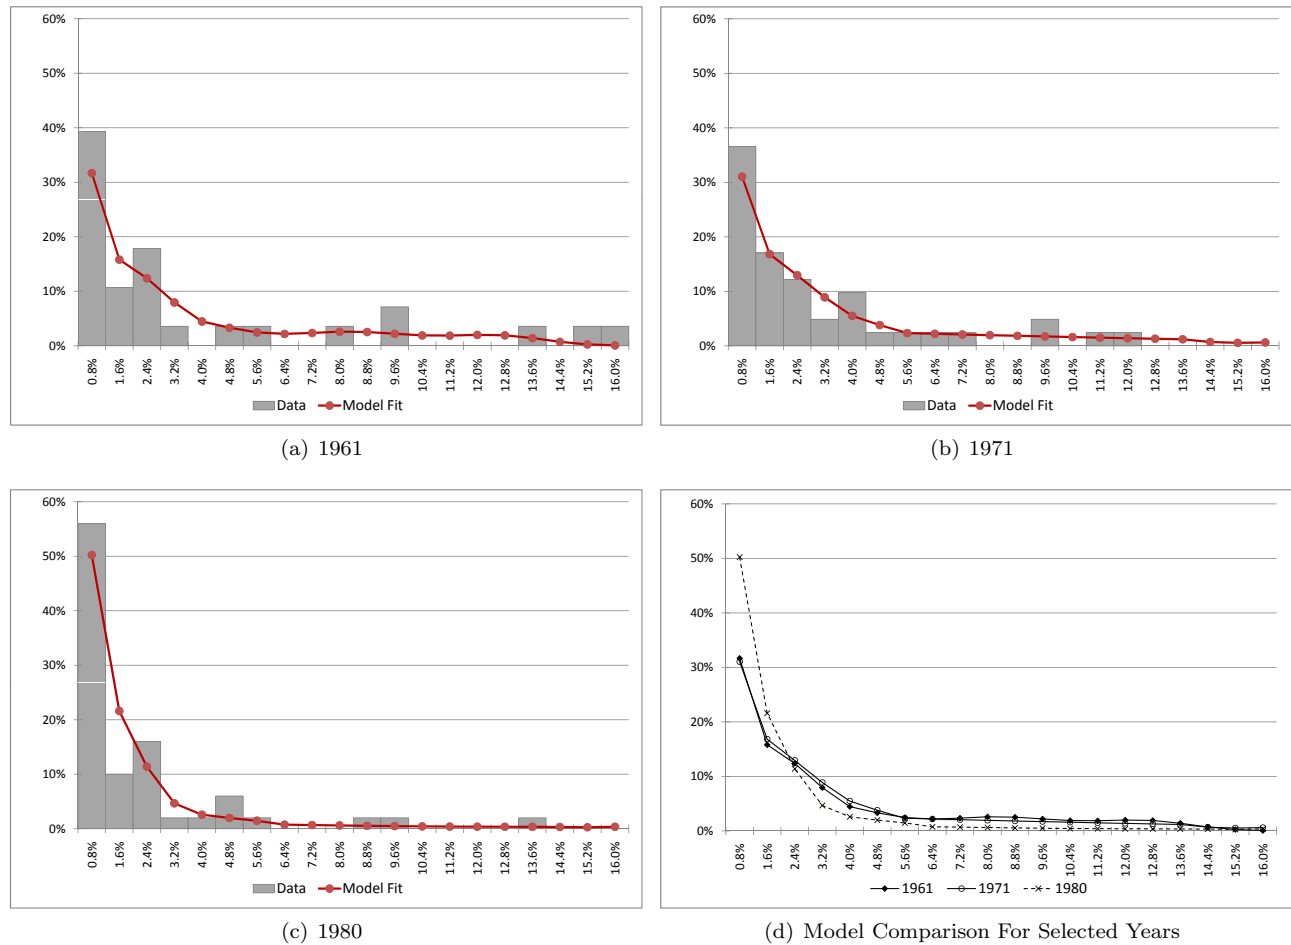 60%
50%
40%
30%
20%
10%
0%
0.8% 1.6% 2.4% 3.2% 4.0% 4.8% 5.6% 6.4% 7.2% 8.0% 8.8% 9.6% 10.4% 11.2% 12.0% 12.8% 13.6% 14.4% 15.2% 16.0%
Data Model Fit
(a) 1961
60%
50%
40%
30%
20%
10%
0%
0.8% 1.6% 2.4% 3.2% 4.0% 4.8% 5.6% 6.4% 7.2% 8.0% 8.8% 9.6% 10.4% 11.2% 12.0% 12.8% 13.6% 14.4% 15.2% 16.0%
Data Model Fit
(b) 1971
60%
50%
40%
30%
20%
10%
0%
0.8% 1.6% 2.4% 3.2% 4.0% 4.8% 5.6% 6.4% 7.2% 8.0% 8.8% 9.6% 10.4% 11.2% 12.0% 12.8% 13.6% 14.4% 15.2% 16.0%
Data Model Fit
(c) 1980
60%
50%
40%
30%
20%
10%
0%
0.8% 1.6% 2.4% 3.2% 4.0% 4.8% 5.6% 6.4% 7.2% 8.0% 8.8% 9.6% 10.4% 11.2% 12.0% 12.8% 13.6% 14.4% 15.2% 16.0%
1961 1971 1980
(d) Model Comparison For Selected Years